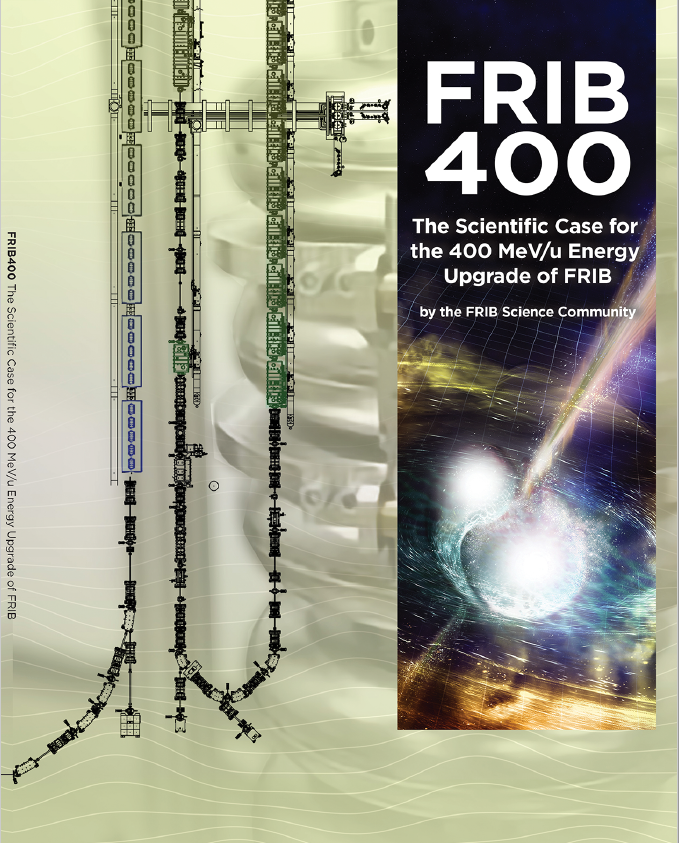 FRIB
400
The Scientific Case for
the 400 MeV/u Energy
Upgrade of FRIB
by the FRIB Science Community
FRIB400 The Scientific Case for the 400 MeV/u Energy Upgrade of FRIB